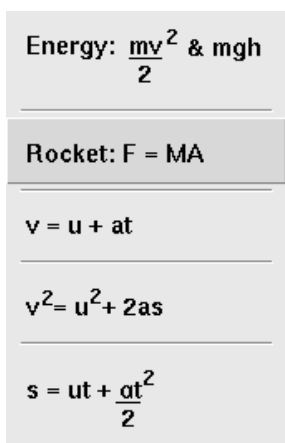 Energy: mv²/2 & mgh
Rocket: F = MA
v = u + at
v²= u²+ 2as
s = ut + at²/2